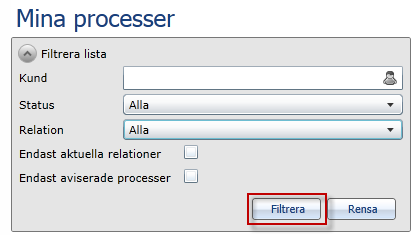 Mina processer
Filtrera lista
Kund
Status Alla
Relation Alla
Endast aktuella relationer
Endast aviserade processer
Filtrera Rensa